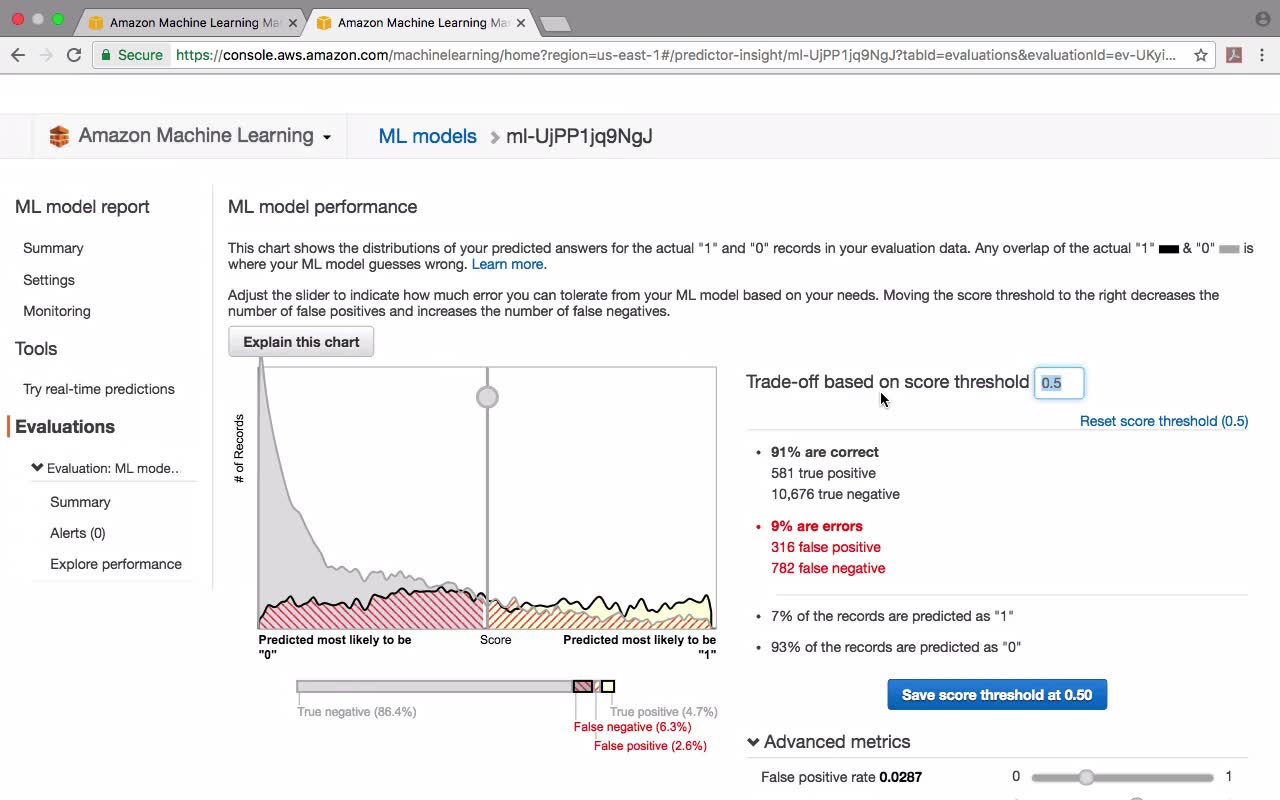 Amazon Machine Learning Ma
Amazon Machine Learning Ma
Secure
https://console.aws.amazon.com/machinelearning/home?region=us-east-1#/predictor-insight/ml-UjPP1jq9NgJ?tabId=evaluations&evaluationId=ev-UKyi...
Amazon Machine Learning
ML models > ml-UjPP1jq9NgJ
ML model report
Summary
Settings
Monitoring
Tools
Try real-time predictions
Evaluations
Evaluation: ML mode...
Summary
Alerts (0)
Explore performance
ML model performance
This chart shows the distributions of your predicted answers for the actual "1" and "0" records in your evaluation data. Any overlap of the actual "1" & "0" is
where your ML model guesses wrong. Learn more.
Adjust the slider to indicate how much error you can tolerate from your ML model based on your needs. Moving the score threshold to the right decreases the
number of false positives and increases the number of false negatives.
Explain this chart
# of Records
Predicted most likely to be
"0"
Score
Predicted most likely to be
"1"
True negative (86.4%)
True positive (4.7%)
False negative (6.3%)
False positive (2.6%)
Trade-off based on score threshold 0.5
Reset score threshold (0.5)
• 91% are correct
581 true positive
10,676 true negative
• 9% are errors
316 false positive
782 false negative
• 7% of the records are predicted as "1"
• 93% of the records are predicted as "0"
Save score threshold at 0.50
Advanced metrics
False positive rate 0.0287
0
1